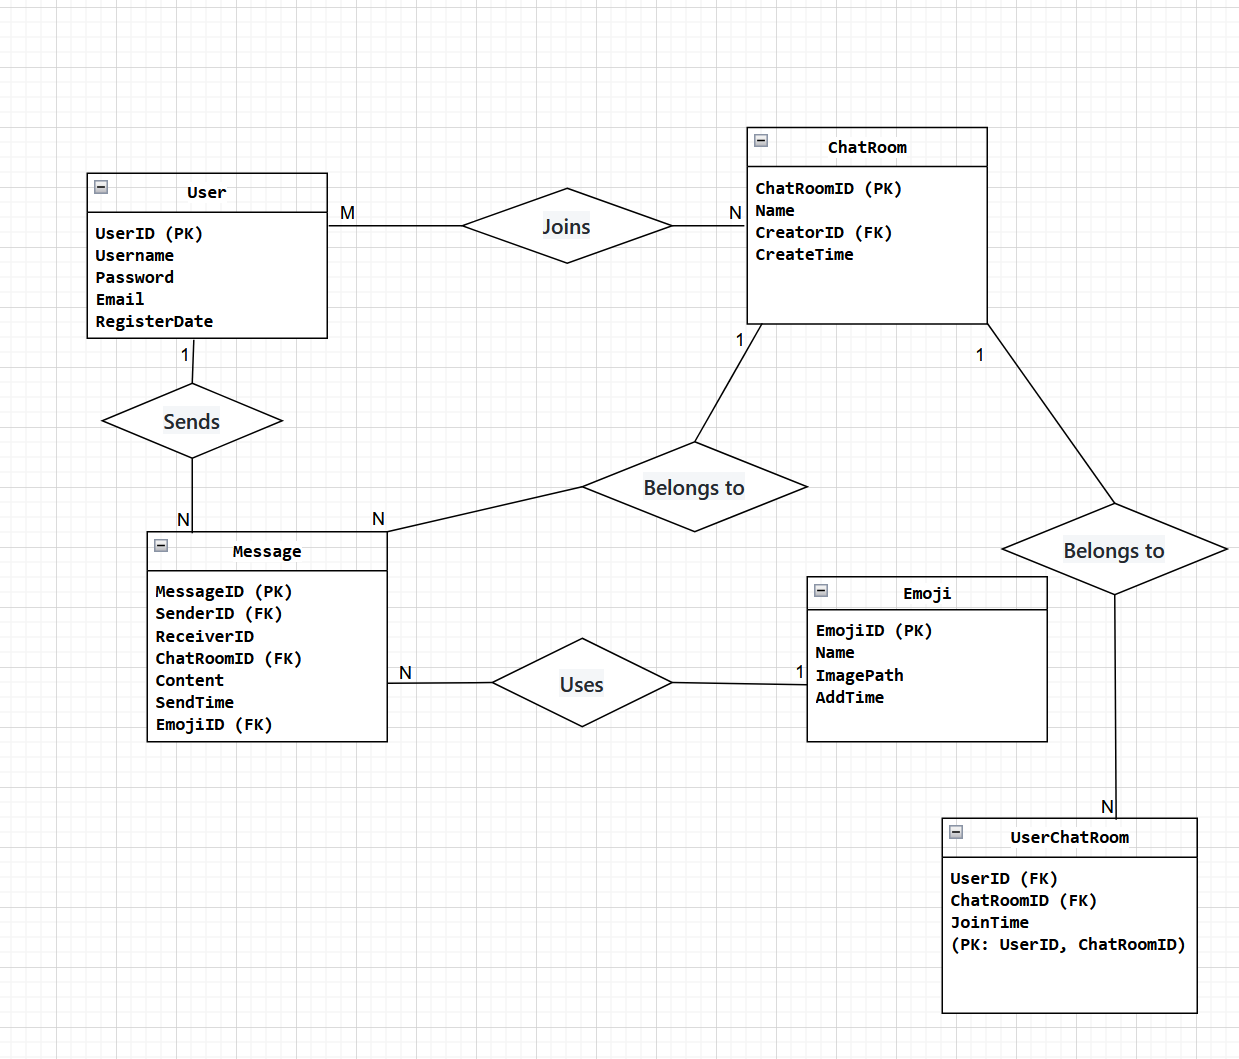 User
UserID (PK)
Username
Password
Email
RegisterDate
M
Joins
N
ChatRoom
ChatRoomID (PK)
Name
CreatorID (FK)
CreateTime
1
Sends
N
1
Belongs to
N
1
Belongs to
N
Message
MessageID (PK)
SenderID (FK)
ReceiverID
ChatRoomID (FK)
Content
SendTime
EmojiID (FK)
N
Uses
1
Emoji
EmojiID (PK)
Name
ImagePath
AddTime
UserChatRoom
UserID (FK)
ChatRoomID (FK)
JoinTime
(PK: UserID, ChatRoomID)